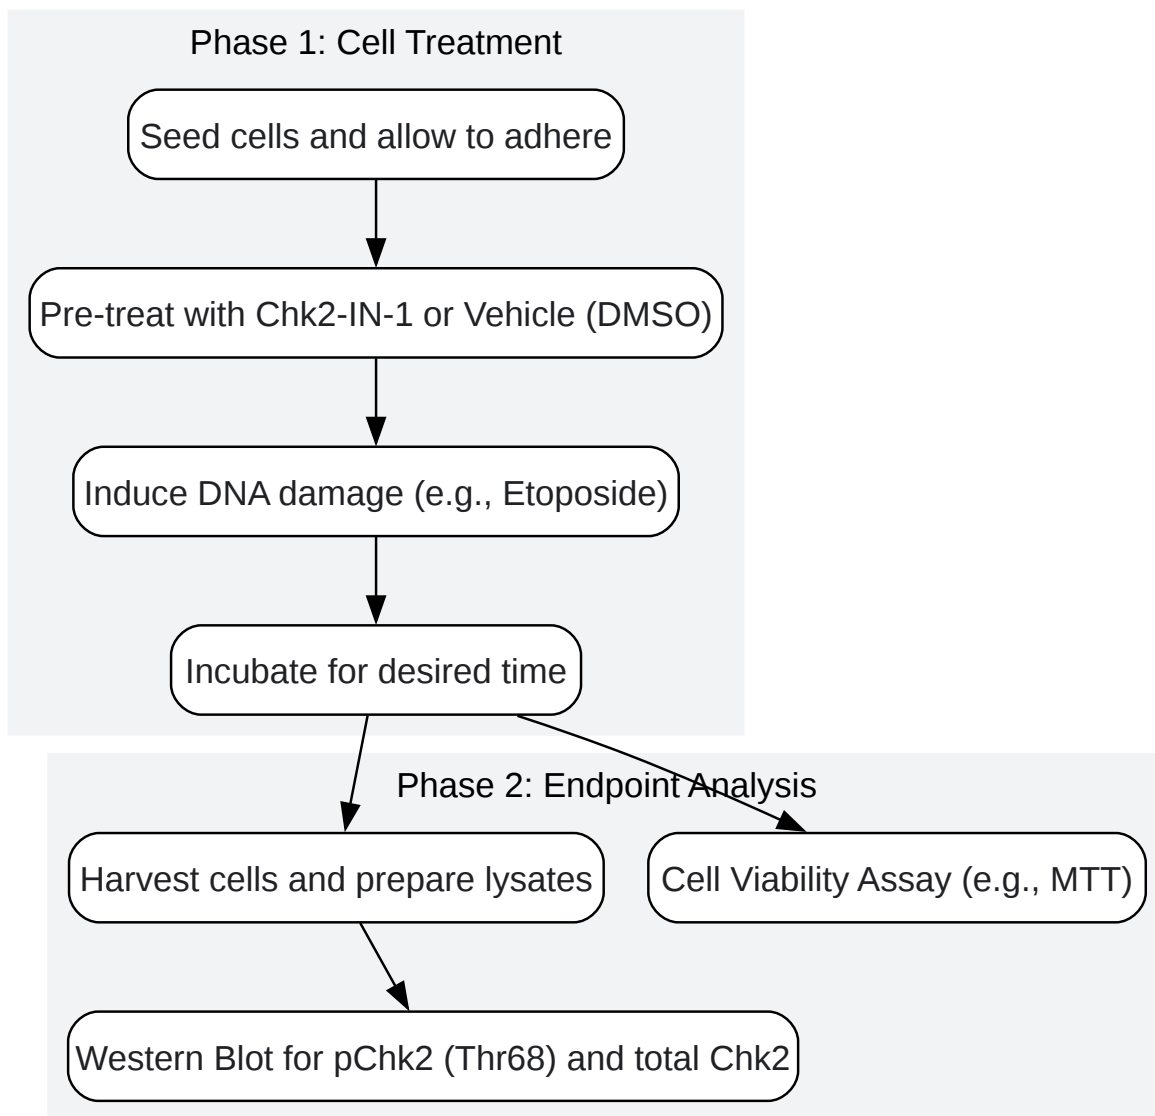 Phase 1: Cell Treatment
Seed cells and allow to adhere
Pre-treat with Chk2-IN-1 or Vehicle (DMSO)
Induce DNA damage (e.g., Etoposide)
Incubate for desired time
Phase 2: Endpoint Analysis
Harvest cells and prepare lysates
Cell Viability Assay (e.g., MTT)
Western Blot for pChk2 (Thr68) and total Chk2